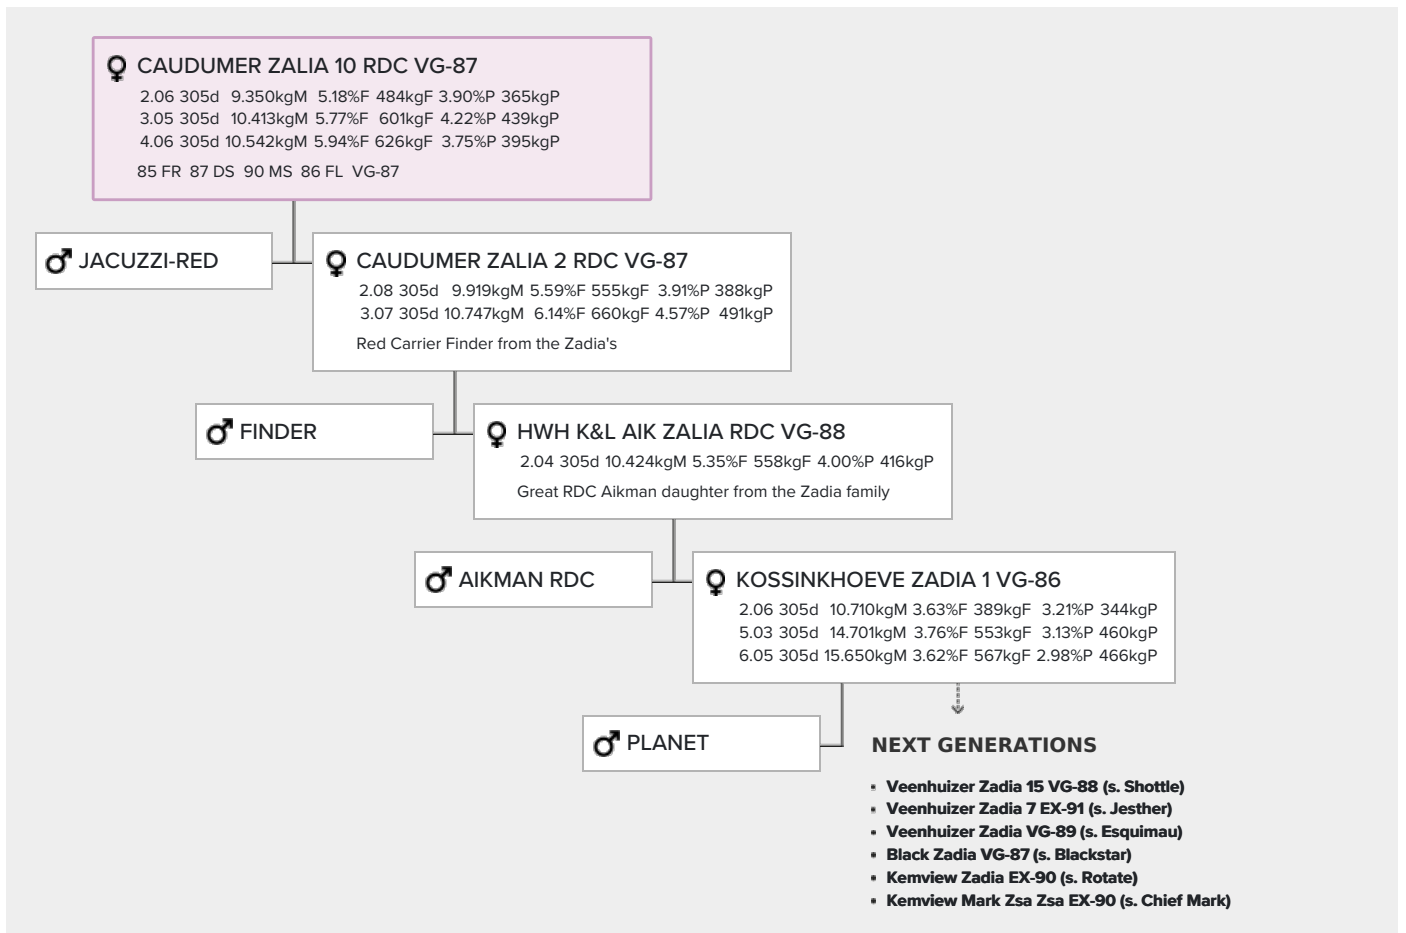 CAUDUMER ZALIA 10 RDC VG-87
2.06 305d 9.350kgM 5.18%F 484kgF 3.90%P 365kgP
3.05 305d 10.413kgM 5.77%F 601kgF 4.22%P 439kgP
4.06 305d 10.542kgM 5.94%F 626kgF 3.75%P 395kgP
85 FR 87 DS 90 MS 86 FL VG-87
JACUZZI-RED
CAUDUMER ZALIA 2 RDC VG-87
2.08 305d 9.919kgM 5.59%F 555kgF 3.91%P 388kgP
3.07 305d 10.747kgM 6.14%F 660kgF 4.57%P 491kgP
Red Carrier Finder from the Zadia's
FINDER
HWH K&L AIK ZALIA RDC VG-88
2.04 305d 10.424kgM 5.35%F 558kgF 4.00%P 416kgP
Great RDC Aikman daughter from the Zadia family
AIKMAN RDC
KOSSINKHOEVE ZADIA 1 VG-86
2.06 305d 10.710kgM 3.63%F 389kgF 3.21%P 344kgP
5.03 305d 14.701kgM 3.76%F 553kgF 3.13%P 460kgP
6.05 305d 15.650kgM 3.62%F 567kgF 2.98%P 466kgP
PLANET
NEXT GENERATIONS
Veenhuizer Zadia 15 VG-88 (s. Shottle)
Veenhuizer Zadia 7 EX-91 (s. Jesther)
Veenhuizer Zadia VG-89 (s. Esquimau)
Black Zadia VG-87 (s. Blackstar)
Kemview Zadia EX-90 (s. Rotate)
Kemview Mark Zsa Zsa EX-90 (s. Chief Mark)